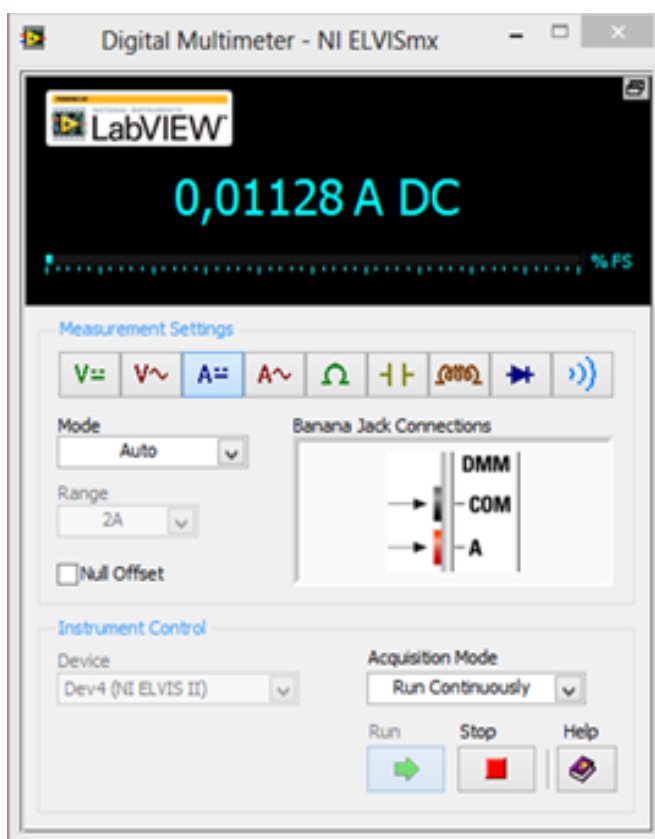 Digital Multimeter - NI ELVISmx
LabVIEW
0,01128 A DC
% FS
Measurement Settings
V V A A Ω
Mode
Banana Jack Connections
Auto
DMM
Range
COM
2A
A
Null Offset
Instrument Control
Device
Acquisition Mode
Dev4 (NI ELVIS II)
Run Continuously
Run Stop Help